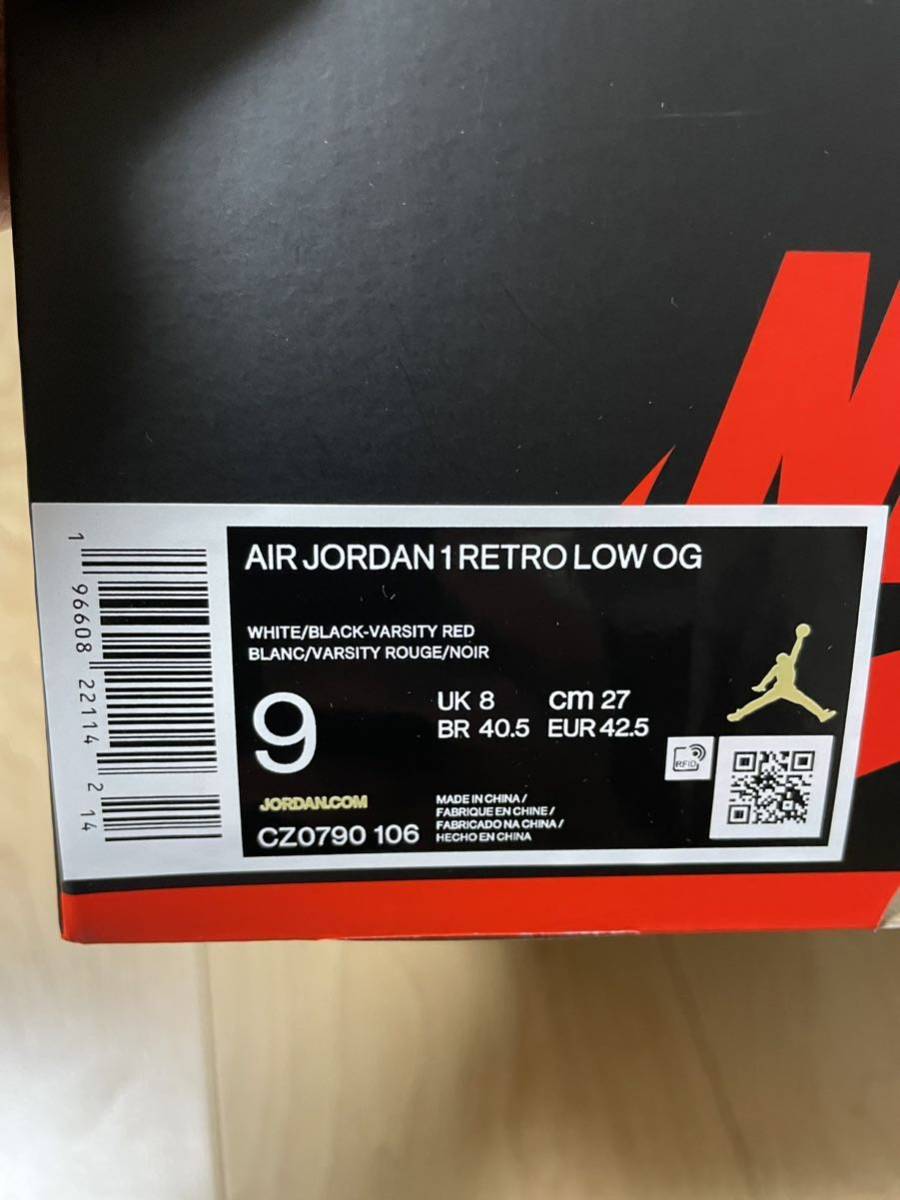 AIR JORDAN 1 RETRO LOW OG
WHITE/BLACK-VARSITY RED
BLANC/VARSITY ROUGE/NOIR
9
UK 8 cm 27
BR 40.5 EUR 42.5
RFID
JORDAN.COM
CZ0790 106
MADE IN CHINA /
FABRIQUE EN CHINE /
FABRICADO NA CHINA /
HECHO EN CHINA
1 96608 22114 2 14